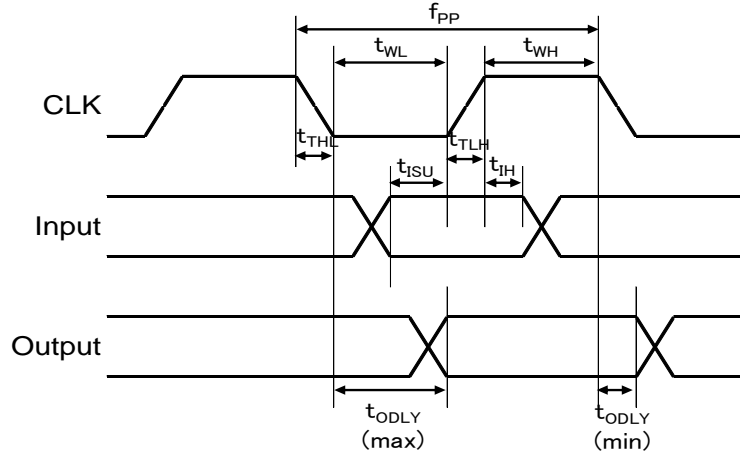 fPP
tWL tWH
CLK
tTHL tTLH
tISU tIH
Input
Output
tODLY tODLY
(max) (min)